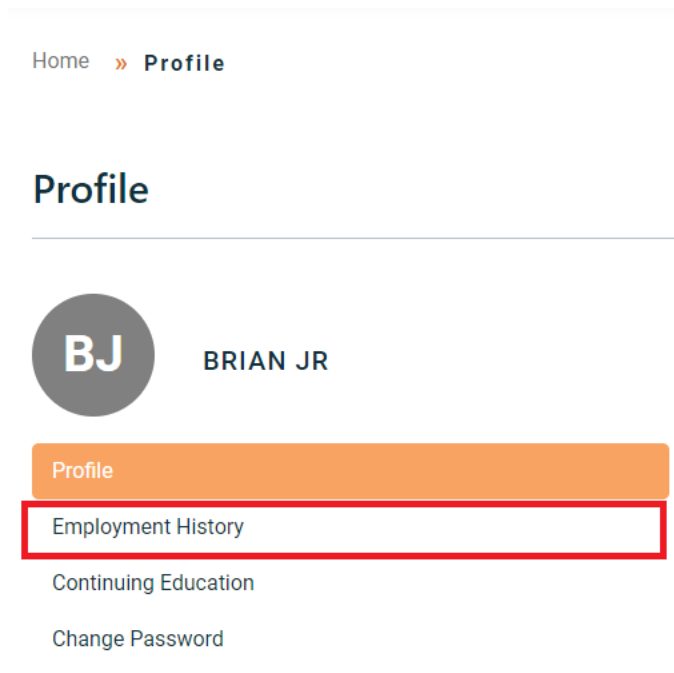 Home » Profile
Profile
BJ
BRIAN JR
Profile
Employment History
Continuing Education
Change Password